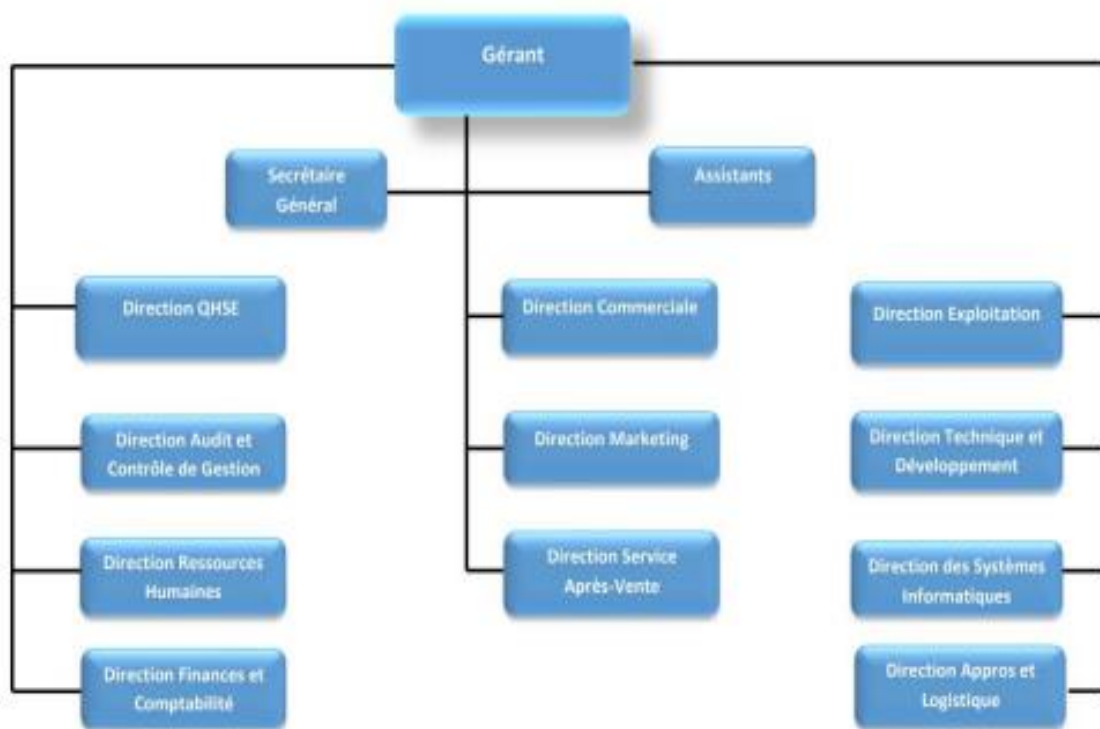 Gérant
Secrétaire
Général
Assistants
Direction QHSE
Direction Commerciale
Direction Exploitation
Direction Audit et
Contrôle de Gestion
Direction Marketing
Direction Technique et
Développement
Direction Ressources
Humaines
Direction Service
Après-Vente
Direction des Systèmes
Informatiques
Direction Finances et
Comptabilité
Direction Appros et
Logistique